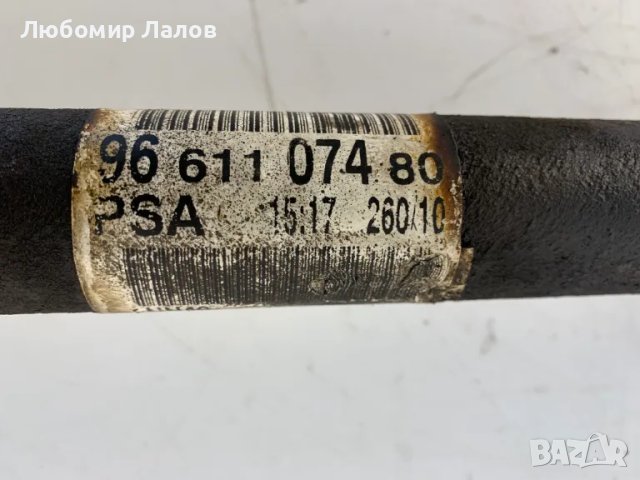 Любомир Лалов
96 611 074 80
PSA 15:17 260/10
BAZAR